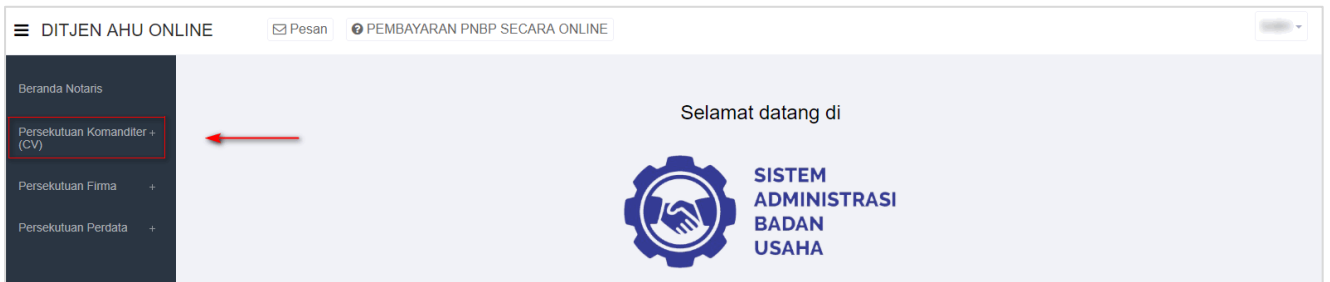 DITJEN AHU ONLINE
Pesan
PEMBAYARAN PNBP SECARA ONLINE
Beranda Notaris
Persekutuan Komanditer +
(CV)
Persekutuan Firma +
Persekutuan Perdata +
Selamat datang di
SISTEM
ADMINISTRASI
BADAN
USAHA